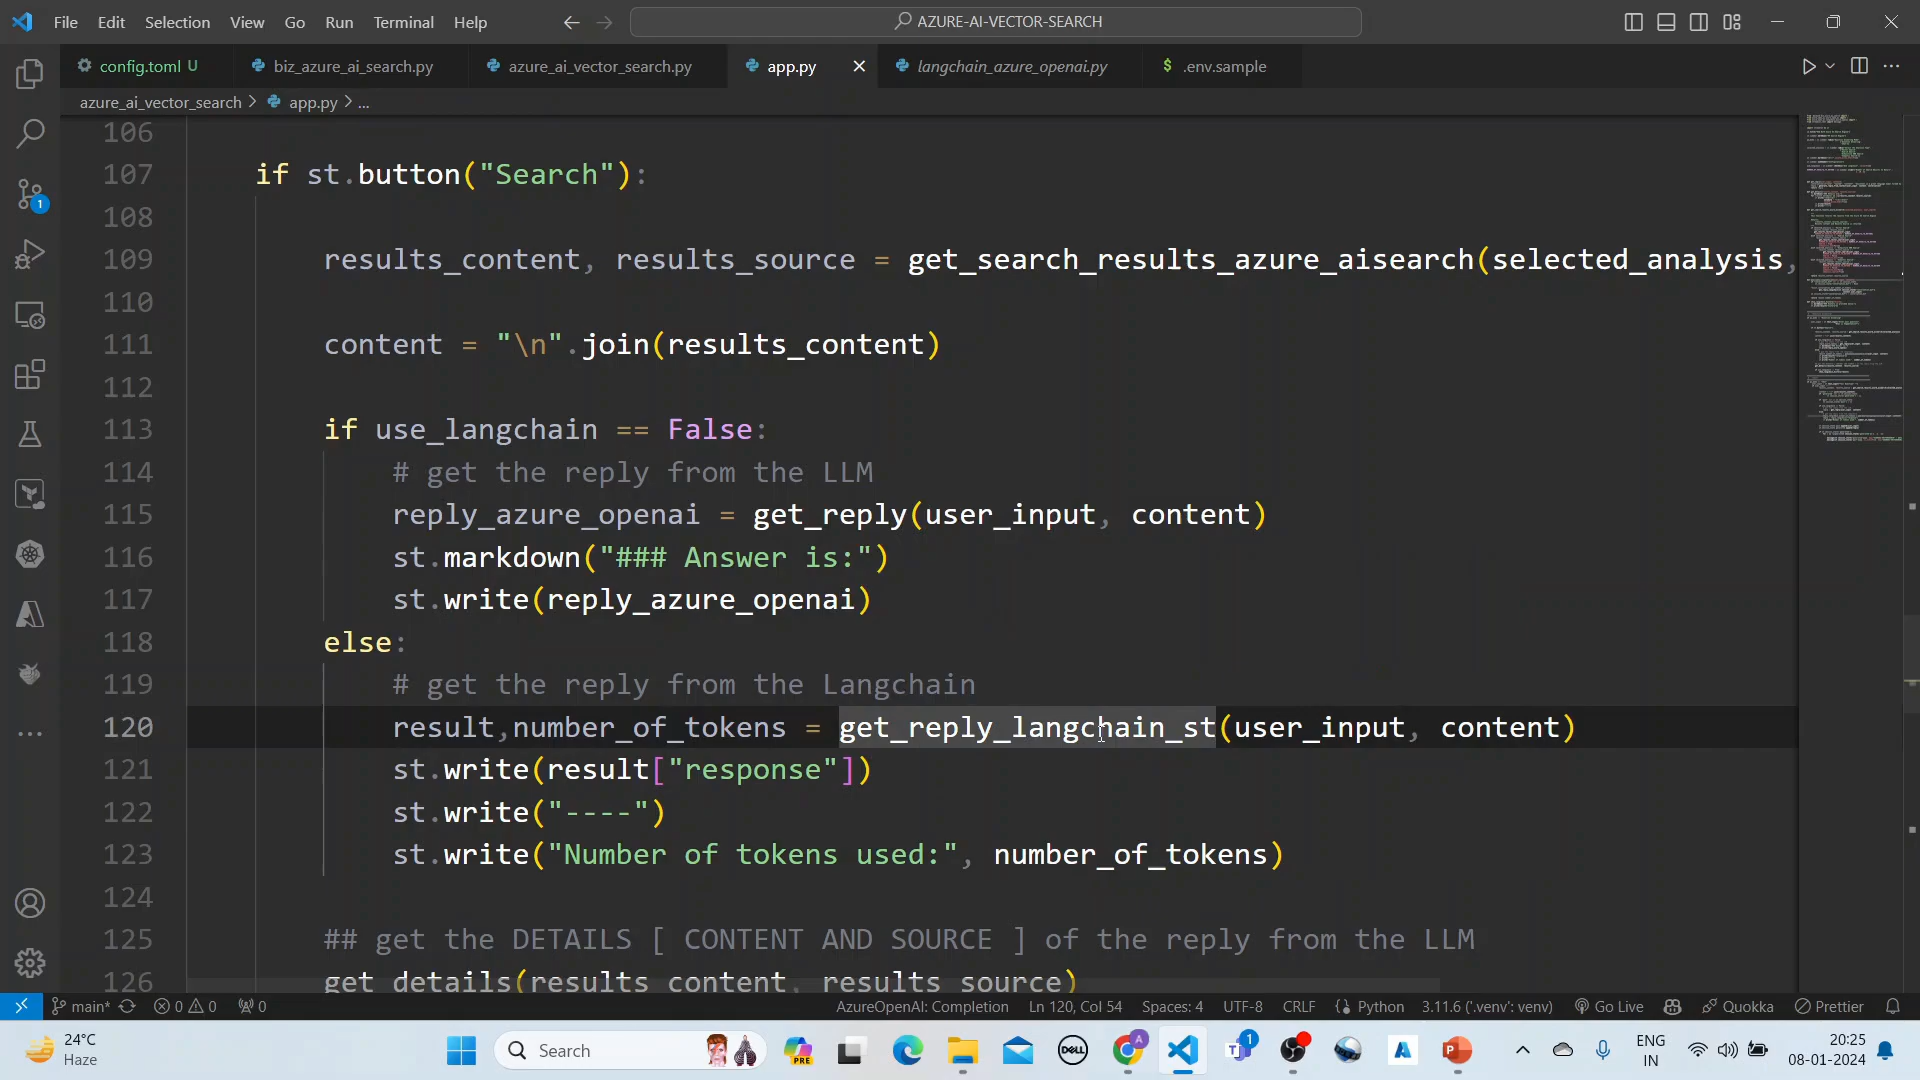 File Edit Selection View Go Run Terminal Help AZURE-AI-VECTOR-SEARCH
config.toml U biz_azure_ai_search.py azure_ai_vector_search.py app.py langchain_azure_openai.py $ .env.sample
azure_ai_vector_search > app.py > ...
106
107 if st.button("Search"):
108
109 results_content, results_source = get_search_results_azure_aisearch(selected_analysis,
110
111 content = "\n".join(results_content)
112
113 if use_langchain == False:
114 # get the reply from the LLM
115 reply_azure_openai = get_reply(user_input, content)
116 st.markdown("### Answer is:")
117 st.write(reply_azure_openai)
118 else:
119 # get the reply from the Langchain
120 result,number_of_tokens = get_reply_langchain_st(user_input, content)
121 st.write(result["response"])
122 st.write("----")
123 st.write("Number of tokens used:", number_of_tokens)
124
125 ## get the DETAILS [ CONTENT AND SOURCE ] of the reply from the LLM
126 get_details(results_content, results_source)
1
main* 0 0 0 AzureOpenAI: Completion Ln 120, Col 54 Spaces: 4 UTF-8 CRLF Python 3.11.6 ('.venv': venv) Go Live Quokka Prettier
24°C
Haze
Search
PRE
DELL
A
1
ENG
IN
20:25
08-01-2024